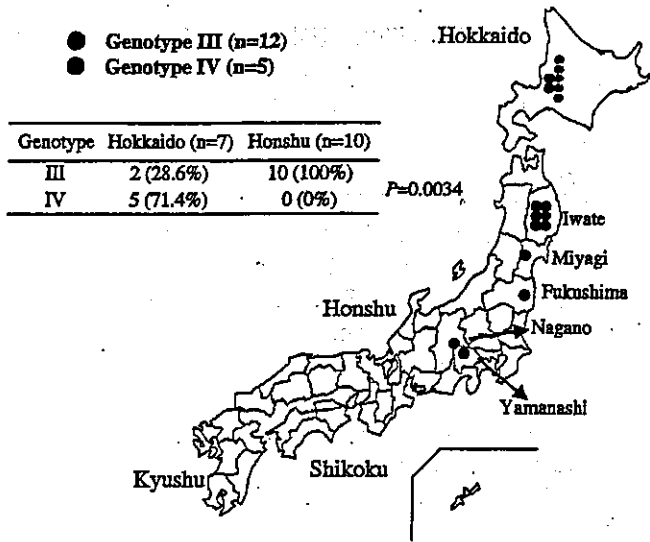 Genotype III (n=12)
Genotype IV (n=5)
Hokkaido
Genotype Hokkaido (n=7) Honshu (n=10)
III 2 (28.6%) 10 (100%)
IV 5 (71.4%) 0 (0%)
P=0.0034
Iwate
Miyagi
Fukushima
Honshu
Nagano
Yamanashi
Shikoku
Kyushu